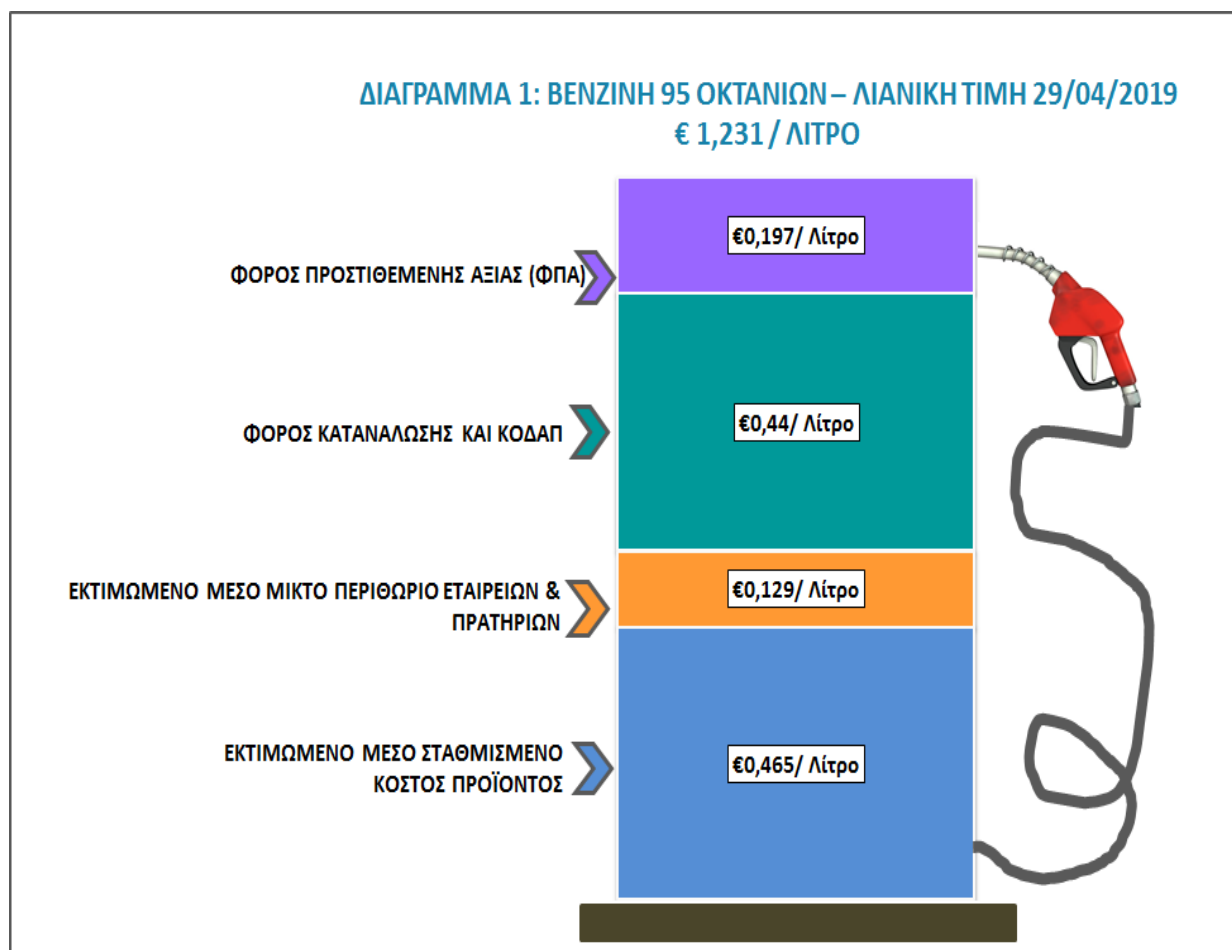 ΔΙΑΓΡΑΜΜΑ 1: ΒΕΝΖΙΝΗ 95 ΟΚΤΑΝΙΩΝ – ΛΙΑΝΙΚΗ ΤΙΜΗ 29/04/2019
€ 1,231 / ΛΙΤΡΟ
€0,197/ Λίτρο
ΦΟΡΟΣ ΠΡΟΣΤΙΘΕΜΕΝΗΣ ΑΞΙΑΣ (ΦΠΑ)
€0,44/ Λίτρο
ΦΟΡΟΣ ΚΑΤΑΝΑΛΩΣΗΣ ΚΑΙ ΚΟΔΑΠ
ΕΚΤΙΜΩΜΕΝΟ ΜΕΣΟ ΜΙΚΤΟ ΠΕΡΙΘΩΡΙΟ ΕΤΑΙΡΕΙΩΝ &
ΠΡΑΤΗΡΙΩΝ
€0,129/ Λίτρο
ΕΚΤΙΜΩΜΕΝΟ ΜΕΣΟ ΣΤΑΘΜΙΣΜΕΝΟ
ΚΟΣΤΟΣ ΠΡΟΪΟΝΤΟΣ
€0,465/ Λίτρο